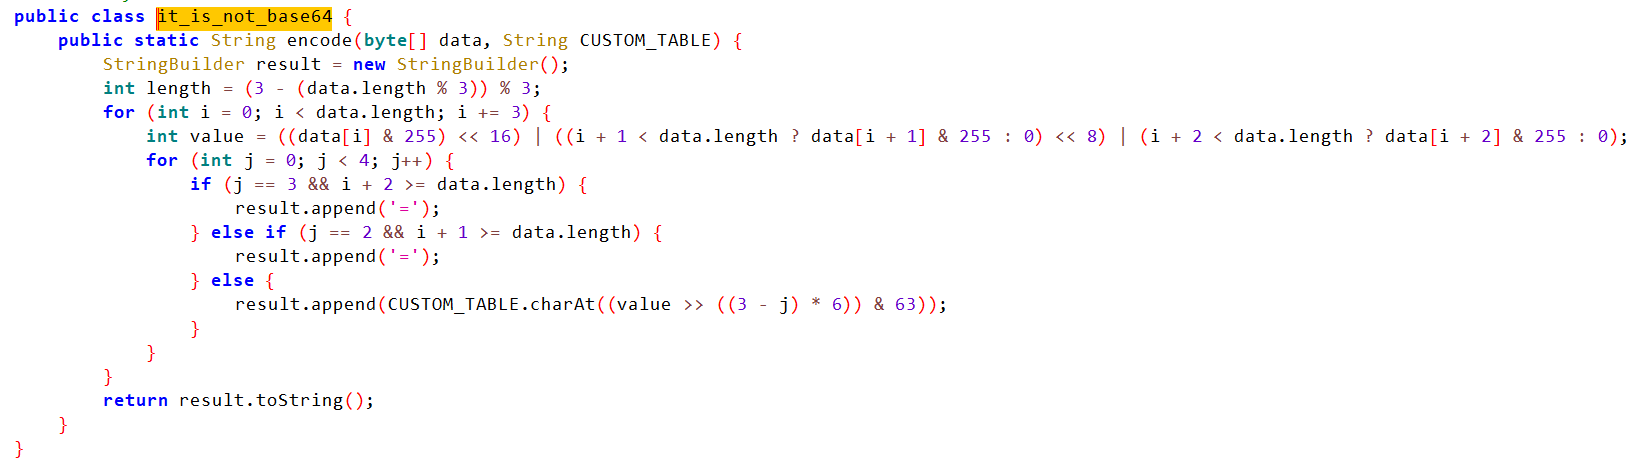 public class it_is_not_base64 {
    public static String encode(byte[] data, String CUSTOM_TABLE) {
        StringBuilder result = new StringBuilder();
        int length = (3 - (data.length % 3)) % 3;
        for (int i = 0; i < data.length; i += 3) {
            int value = ((data[i] & 255) << 16) | ((i + 1 < data.length ? data[i + 1] & 255 : 0) << 8) | (i + 2 < data.length ? data[i + 2] & 255 : 0);
            for (int j = 0; j < 4; j++) {
                if (j == 3 && i + 2 >= data.length) {
                    result.append('=');
                } else if (j == 2 && i + 1 >= data.length) {
                    result.append('=');
                } else {
                    result.append(CUSTOM_TABLE.charAt((value >> ((3 - j) * 6)) & 63));
                }
            }
        }
        return result.toString();
    }
}